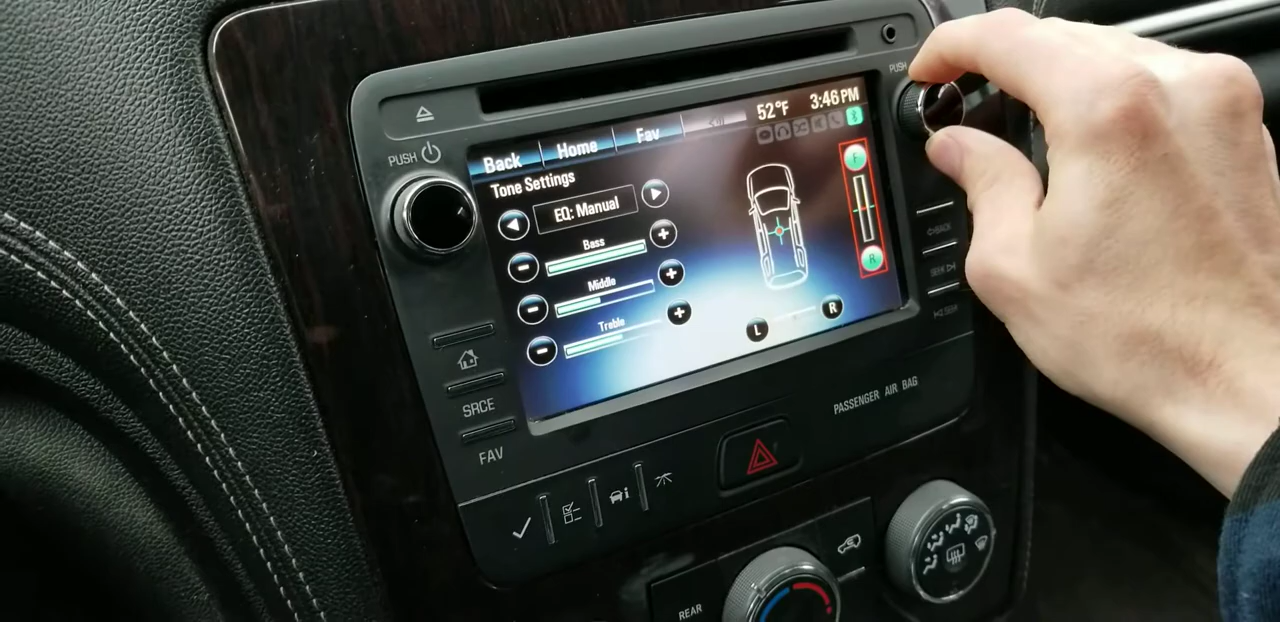 PUSH
PUSH
52°F 3:46 PM
Back Home Fav
Tone Settings
EQ: Manual
Bass
Middle
Treble
F
R
L R
BACK
SEEK
SEEK
SRCE
FAV
PASSENGER AIR BAG
REAR